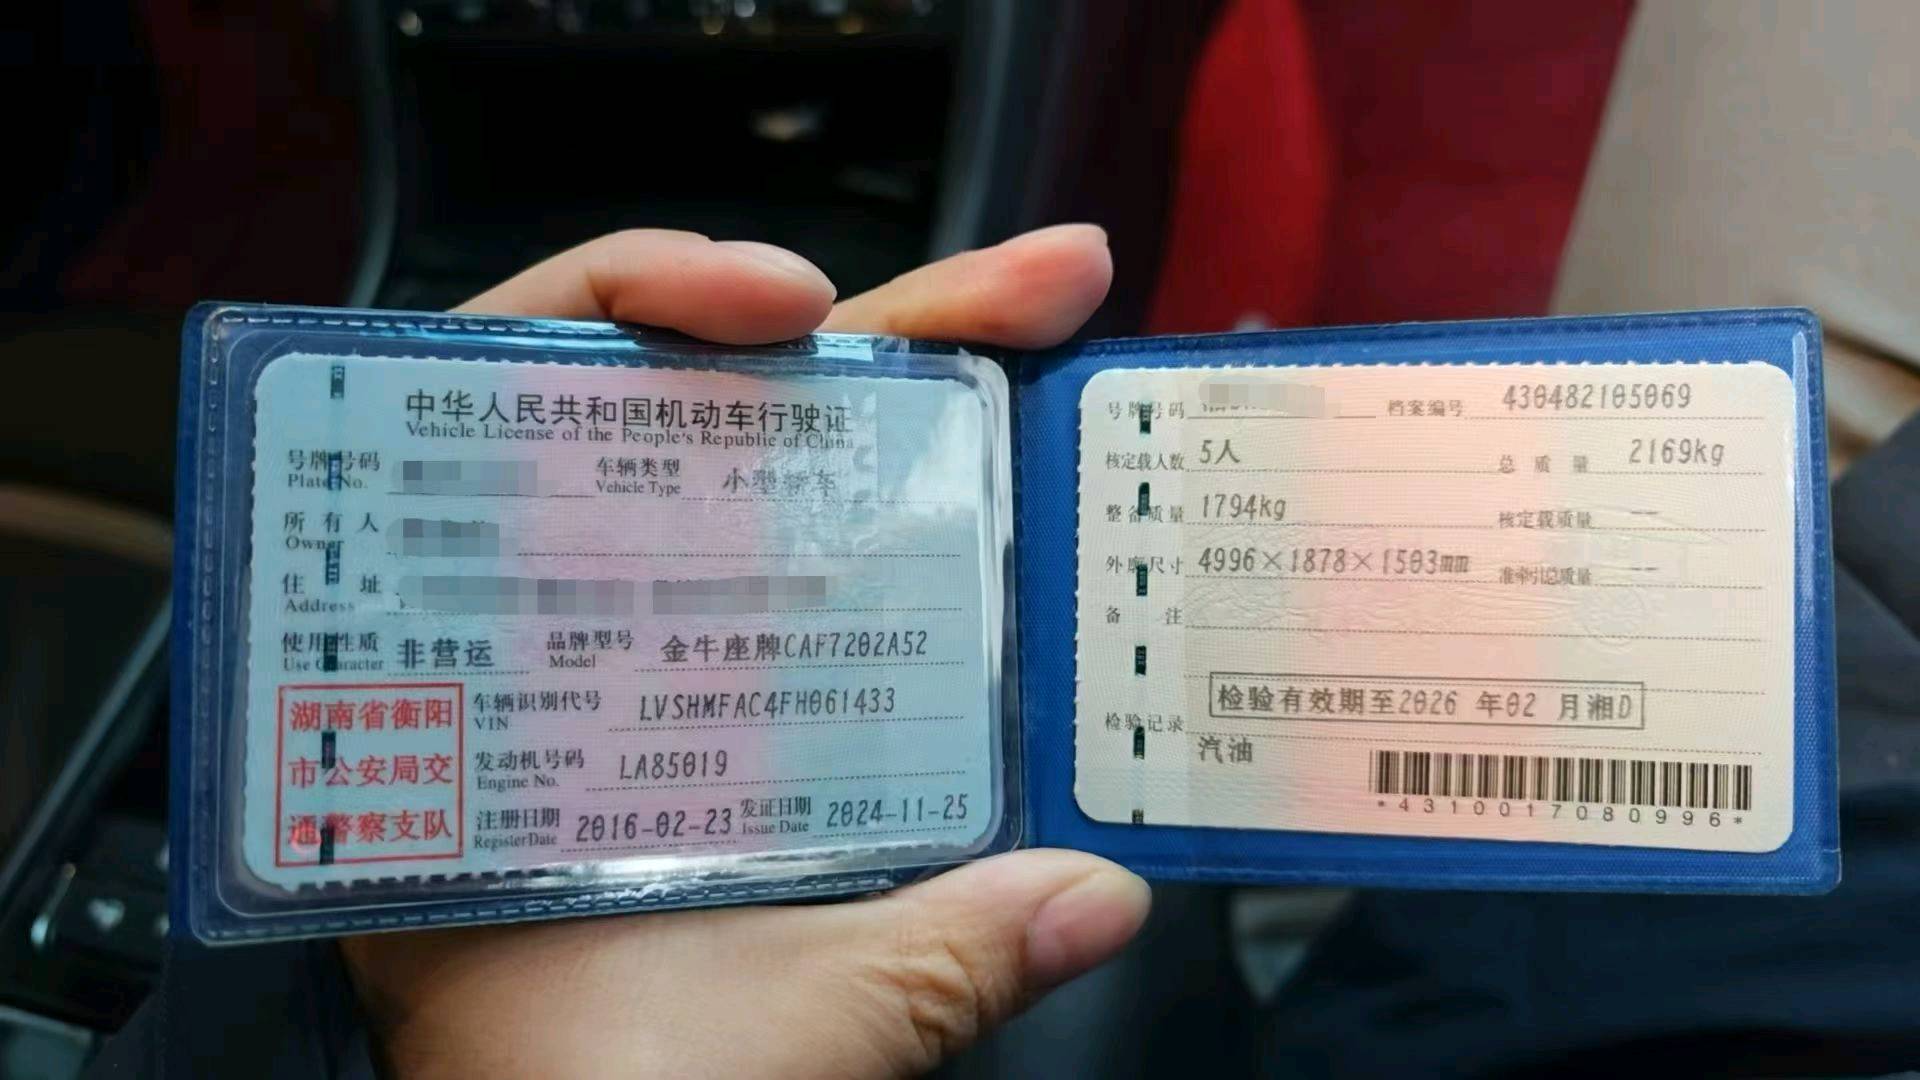 中华人民共和国机动车行驶证
Vehicle License of the People's Republic of China
号牌号码
Plate No.
车辆类型 小型轿车
Vehicle Type
所有人
Owner
住址
Address
使用性质 非营运 品牌型号 金牛座牌CAF7202A52
Use Character Model
湖南省衡阳
市公安局交
通警察支队
车辆识别代号 LVSHMFAC4FH061433
VIN
发动机号码 LA85019
Engine No.
注册日期 2016-02-23 发证日期 2024-11-25
Register Date Issue Date
号牌号码 档案编号 430482105069
核定载人数 5人 总质量 2169kg
整备质量 1794kg 核定载质量 --
外廓尺寸 4996×1878×1503mm 准牵引总质量 --
备注
检验有效期至2026年02月湘D
检验记录
汽油
*4310017080996*